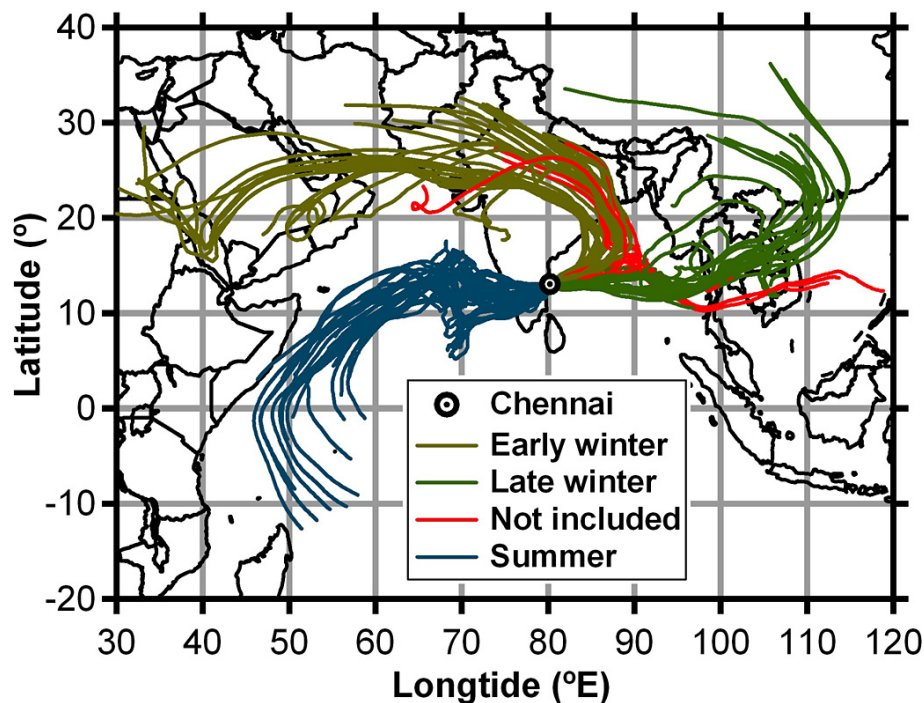 40
30
20
10
0
-10
-20
Latitude (º)
Chennai
Early winter
Late winter
Not included
Summer
30 40 50 60 70 80 90 100 110 120
Longtide (ºE)